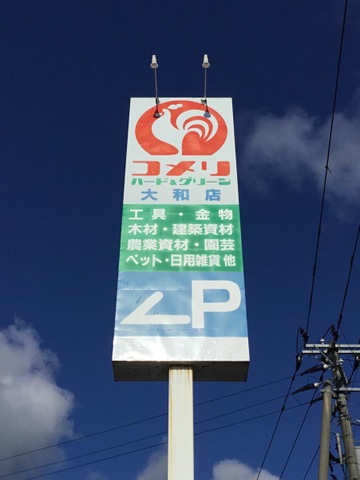 コメリ
ハード&グリーン
大和店
工具・金物
木材・建築資材
農業資材・園芸
ペット・日用雑貨 他
P